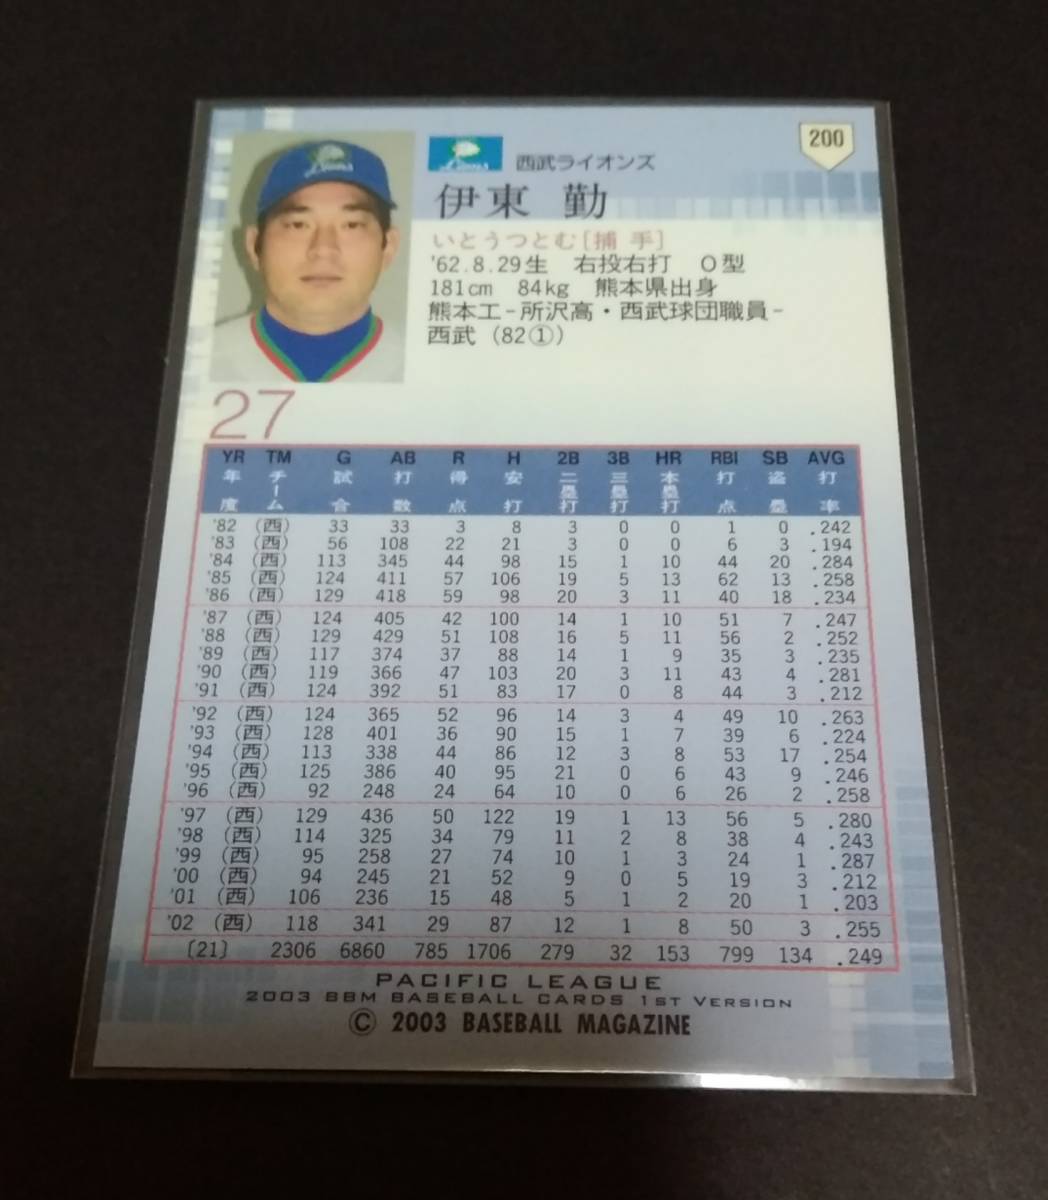 200
Lions
西武ライオンズ
伊東 勤
いとうつとむ[捕手]
'62.8.29生 右投右打 O型
181cm 84kg 熊本県出身
熊本工-所沢高・西武球団職員-
西武(82①)
27
YR TM G AB R H 2B 3B HR RBI SB AVG
年度 チーム 試合 打数 得点 安打 二塁打 三塁打 本塁打 打点 盗塁 打率
'82 (西) 33 33 3 8 3 0 0 1 0 .242
'83 (西) 56 108 22 21 3 0 0 6 3 .194
'84 (西) 113 345 44 98 15 1 10 44 20 .284
'85 (西) 124 411 57 106 19 5 13 62 13 .258
'86 (西) 129 418 59 98 20 3 11 40 18 .234
'87 (西) 124 405 42 100 14 1 10 51 7 .247
'88 (西) 129 429 51 108 16 5 11 56 2 .252
'89 (西) 117 374 37 88 14 1 9 35 3 .235
'90 (西) 119 366 47 103 20 3 11 43 4 .281
'91 (西) 124 392 51 83 17 0 8 44 3 .212
'92 (西) 124 365 52 96 14 3 4 49 10 .263
'93 (西) 128 401 36 90 15 1 7 39 6 .224
'94 (西) 113 338 44 86 12 3 8 53 17 .254
'95 (西) 125 386 40 95 21 0 6 43 9 .246
'96 (西) 92 248 24 64 10 0 6 26 2 .258
'97 (西) 129 436 50 122 19 1 13 56 5 .280
'98 (西) 114 325 34 79 11 2 8 38 4 .243
'99 (西) 95 258 27 74 10 1 3 24 1 .287
'00 (西) 94 245 21 52 9 0 5 19 3 .212
'01 (西) 106 236 15 48 5 1 2 20 1 .203
'02 (西) 118 341 29 87 12 1 8 50 3 .255
〔21〕 2306 6860 785 1706 279 32 153 799 134 .249
PACIFIC LEAGUE
2003 BBM BASEBALL CARDS 1ST VERSION
© 2003 BASEBALL MAGAZINE